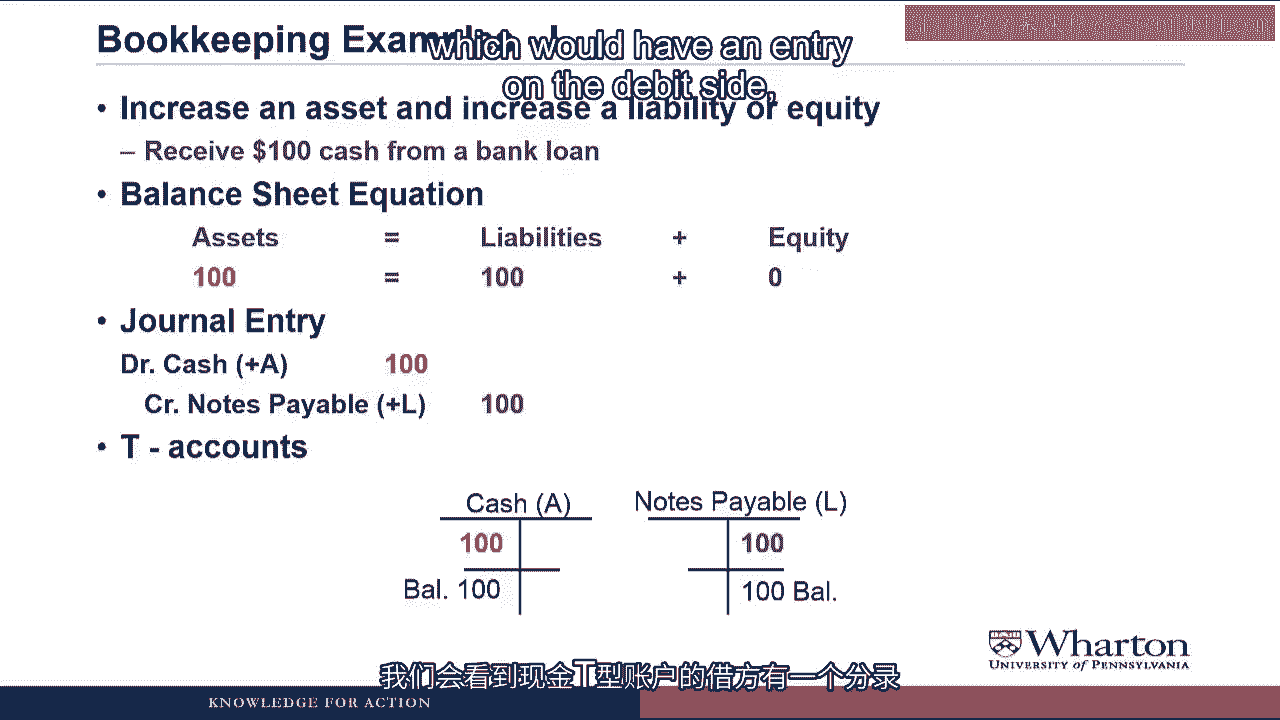 Bookkeeping Exam
which would have an entry
on the debit side,
• Increase an asset and increase a liability or equity
– Receive $100 cash from a bank loan
• Balance Sheet Equation
Assets = Liabilities + Equity
100 = 100 + 0
• Journal Entry
Dr. Cash (+A) 100
Cr. Notes Payable (+L) 100
• T - accounts
Cash (A) Notes Payable (L)
100 100
Bal. 100 100 Bal.
Wharton
UNIVERSITY of PENNSYLVANIA
我们会看到现金T型账户的借方有一个分录
KNOWLEDGE FOR ACTION